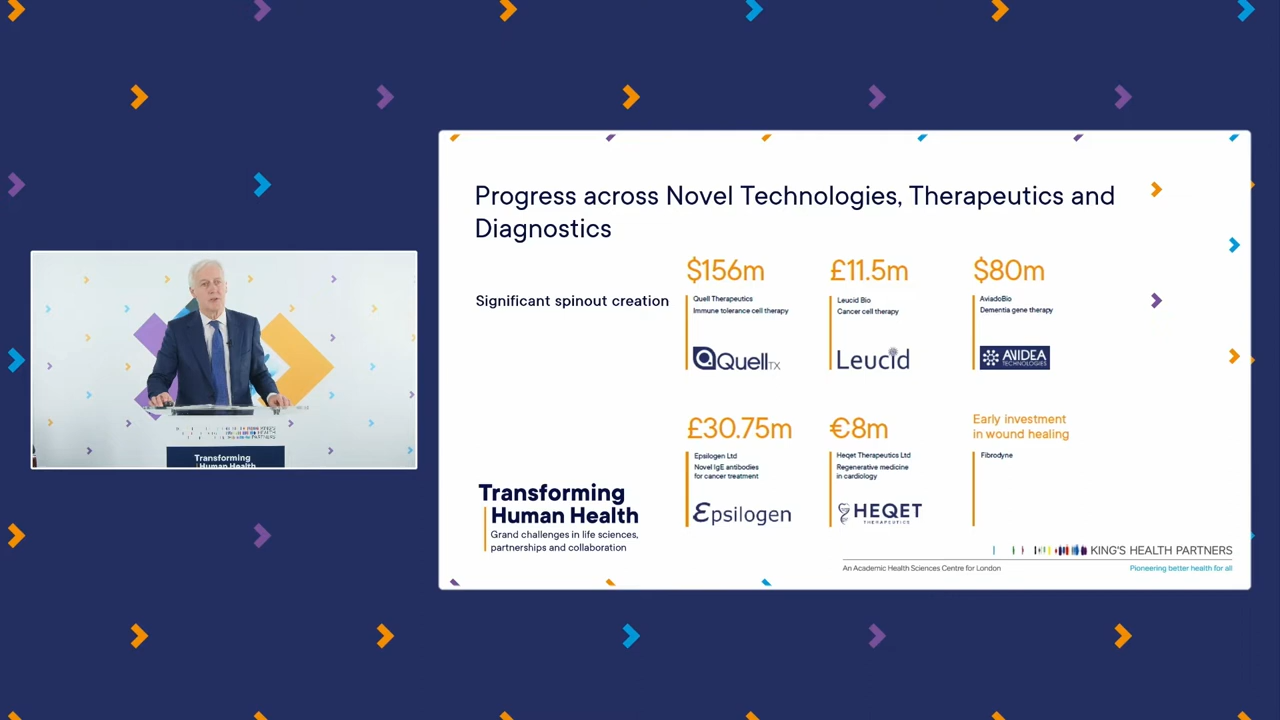 Progress across Novel Technologies, Therapeutics and
Diagnostics
Significant spinout creation
$156m
Quell Therapeutics
Immune tolerance cell therapy
Quell TX
£11.5m
Leucid Bio
Cancer cell therapy
Leucid
$80m
AviadoBio
Dementia gene therapy
AVIDEA
TECHNOLOGIES
£30.75m
Epsilogen Ltd
Novel IgE antibodies
for cancer treatment
Epsilogen
€8m
Heqet Therapeutics Ltd
Regenerative medicine
in cardiology
HEQET
THERAPEUTICS
Early investment
in wound healing
Fibrodyne
Transforming
Human Health
Grand challenges in life sciences,
partnerships and collaboration
KING'S HEALTH PARTNERS
An Academic Health Sciences Centre for London
Pioneering better health for all
Transforming
Human Health